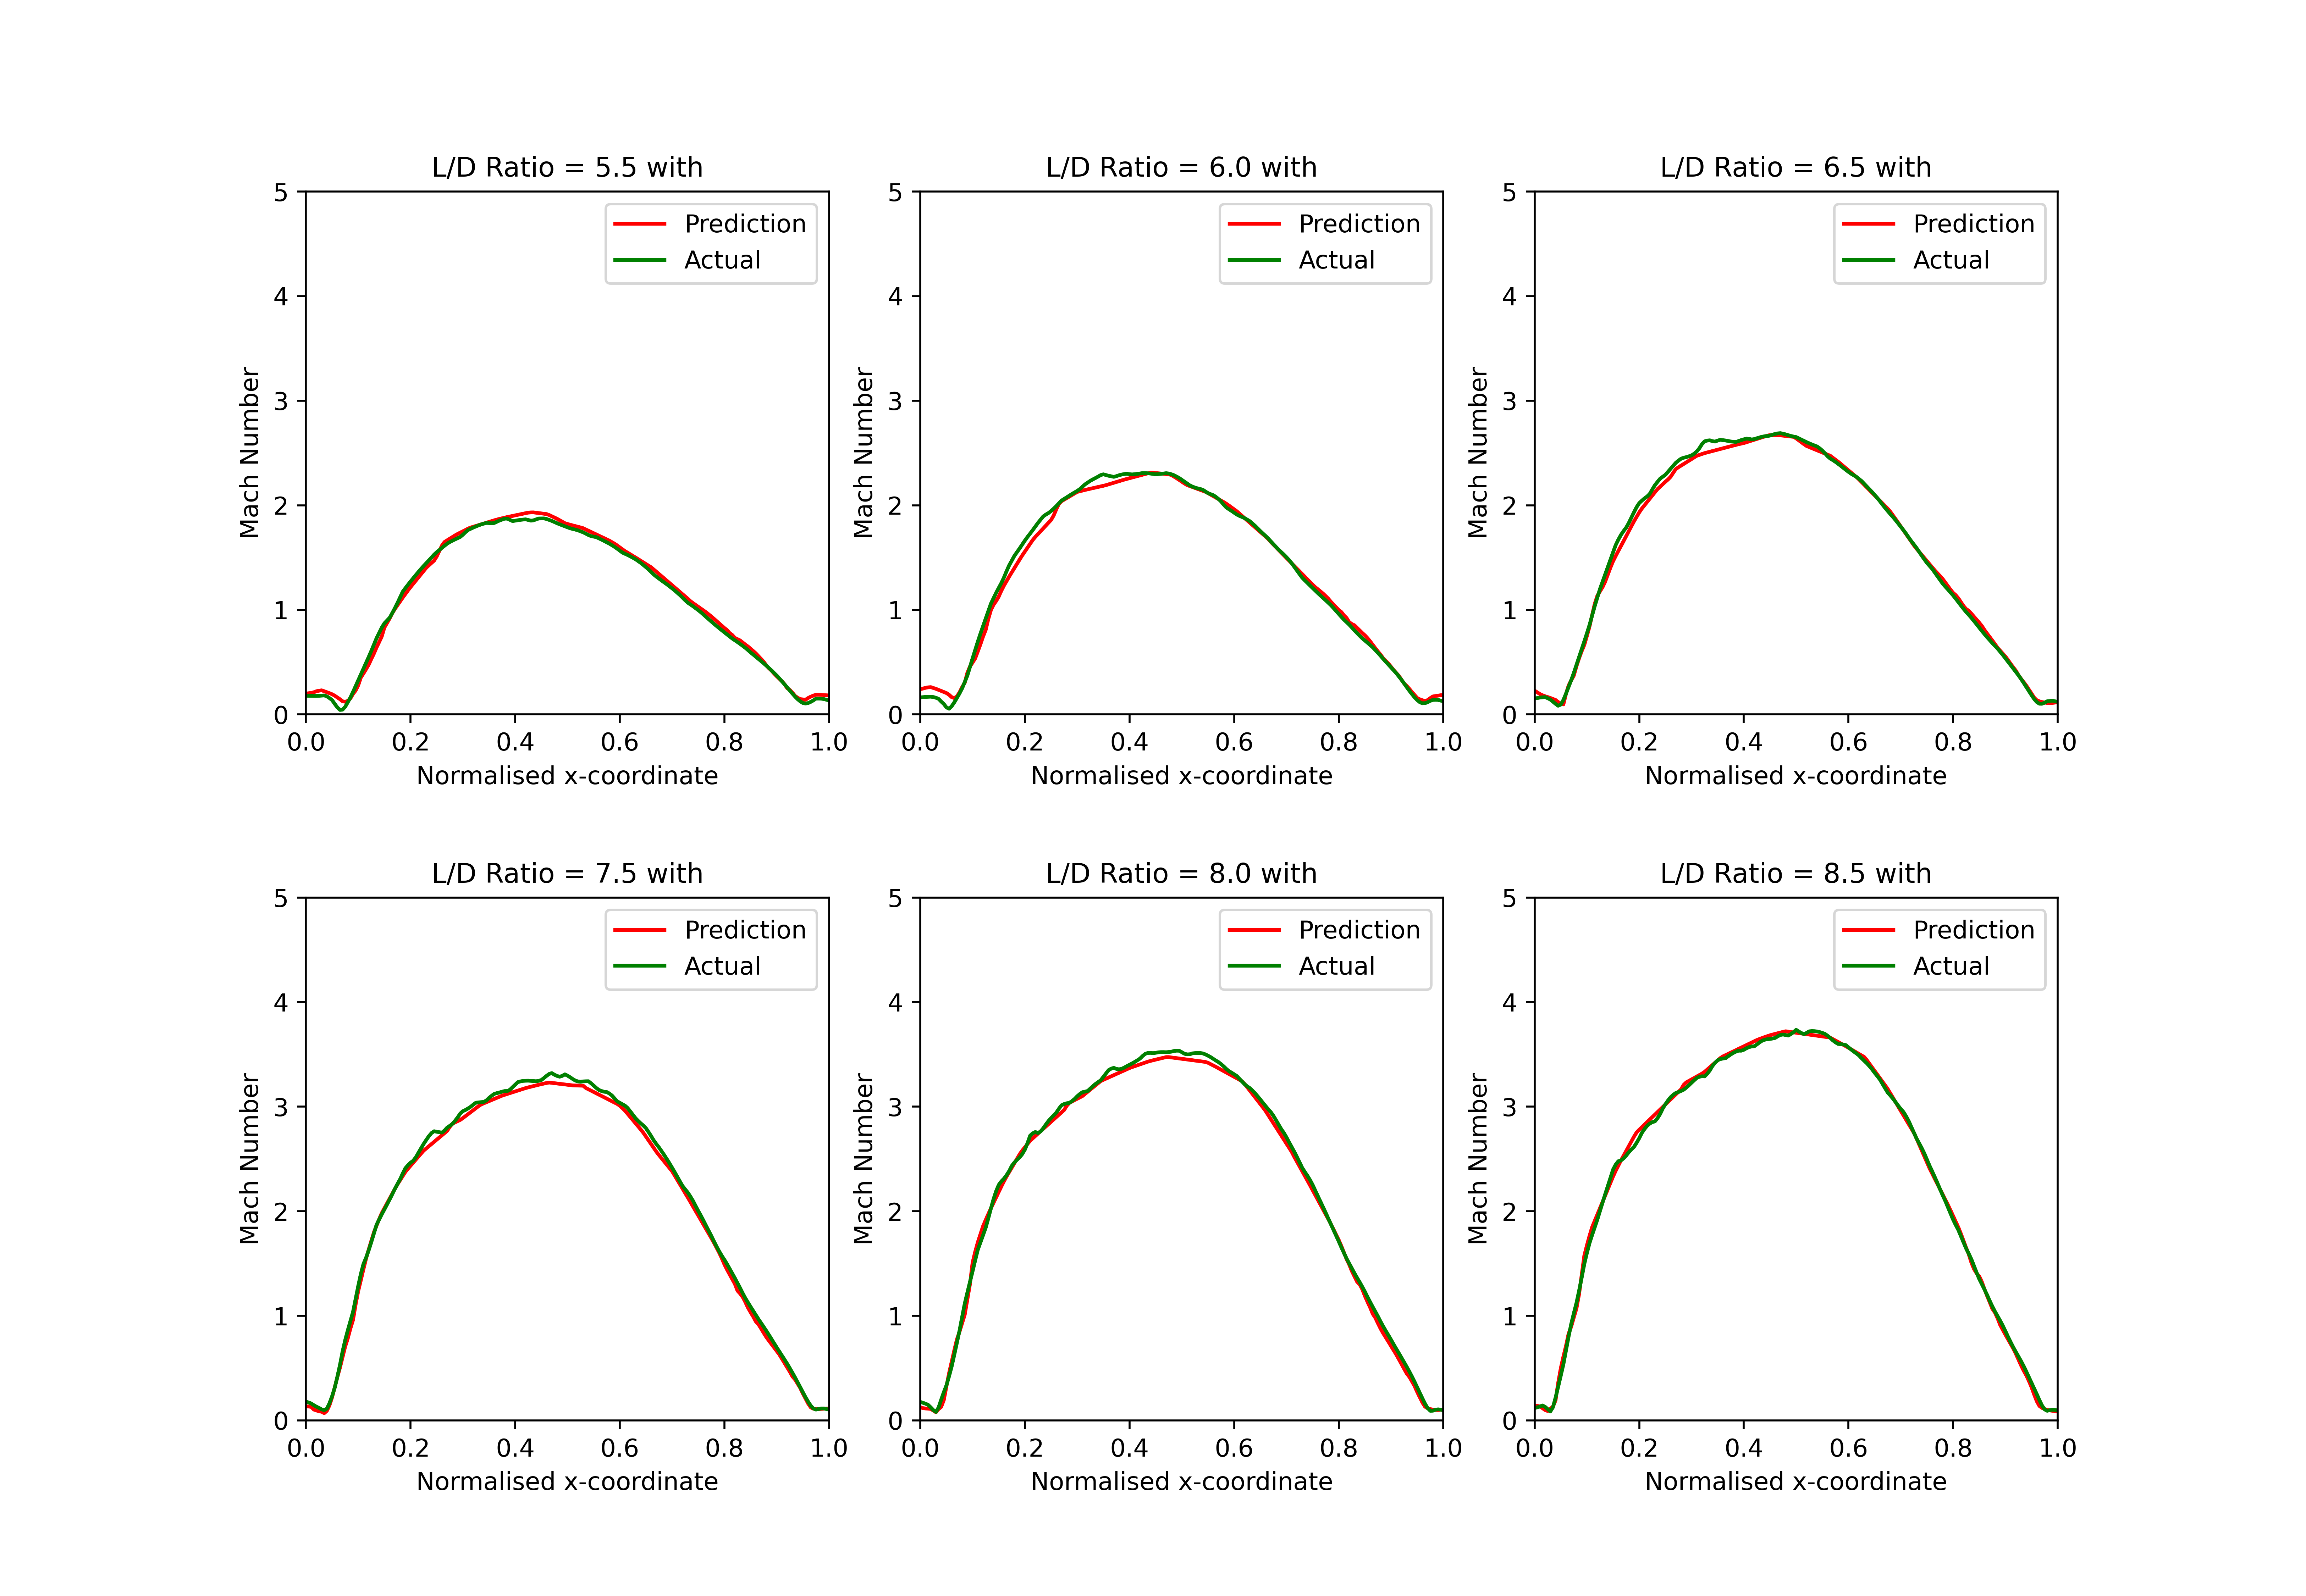 L/D Ratio = 5.5 with
5
4
3
2
1
0
Mach Number
Prediction
Actual
0.0 0.2 0.4 0.6 0.8 1.0
Normalised x-coordinate
L/D Ratio = 6.0 with
5
4
3
2
1
0
Mach Number
Prediction
Actual
0.0 0.2 0.4 0.6 0.8 1.0
Normalised x-coordinate
L/D Ratio = 6.5 with
5
4
3
2
1
0
Mach Number
Prediction
Actual
0.0 0.2 0.4 0.6 0.8 1.0
Normalised x-coordinate
L/D Ratio = 7.5 with
5
4
3
2
1
0
Mach Number
Prediction
Actual
0.0 0.2 0.4 0.6 0.8 1.0
Normalised x-coordinate
L/D Ratio = 8.0 with
5
4
3
2
1
0
Mach Number
Prediction
Actual
0.0 0.2 0.4 0.6 0.8 1.0
Normalised x-coordinate
L/D Ratio = 8.5 with
5
4
3
2
1
0
Mach Number
Prediction
Actual
0.0 0.2 0.4 0.6 0.8 1.0
Normalised x-coordinate